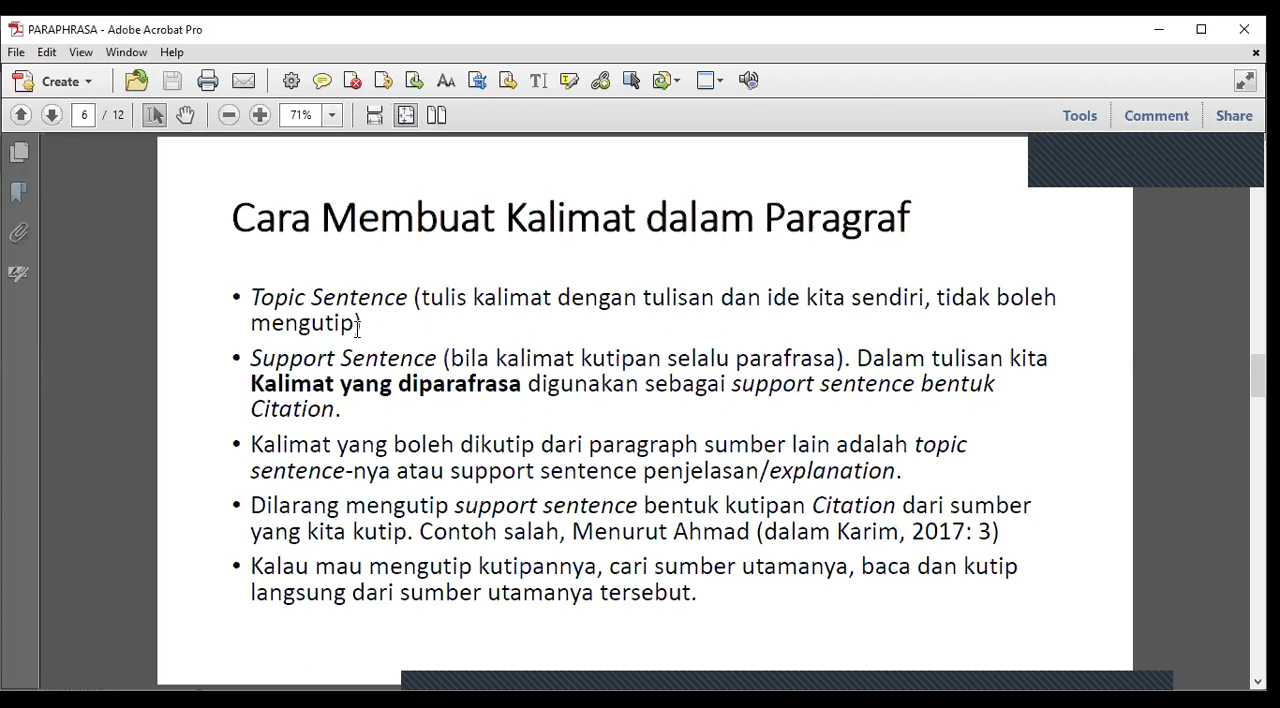 PARAPHRASA - Adobe Acrobat Pro
File Edit View Window Help
Create
6 / 12 71% Tools Comment Share
Cara Membuat Kalimat dalam Paragraf
• Topic Sentence (tulis kalimat dengan tulisan dan ide kita sendiri, tidak boleh
mengutip)
• Support Sentence (bila kalimat kutipan selalu parafrasa). Dalam tulisan kita
Kalimat yang diparafrasa digunakan sebagai support sentence bentuk
Citation.
• Kalimat yang boleh dikutip dari paragraph sumber lain adalah topic
sentence-nya atau support sentence penjelasan/explanation.
• Dilarang mengutip support sentence bentuk kutipan Citation dari sumber
yang kita kutip. Contoh salah, Menurut Ahmad (dalam Karim, 2017: 3)
• Kalau mau mengutip kutipannya, cari sumber utamanya, baca dan kutip
langsung dari sumber utamanya tersebut.